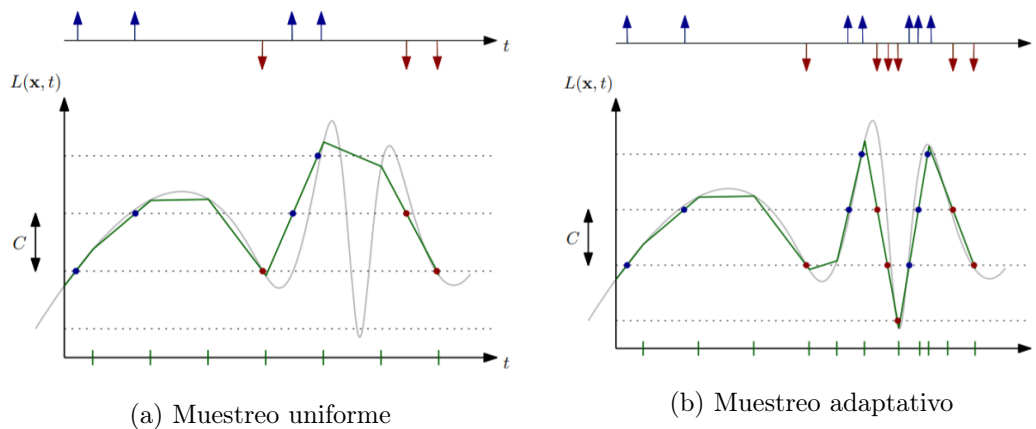 t
L(x, t)
C
t
(a) Muestreo uniforme
L(x, t)
C
(b) Muestreo adaptativo